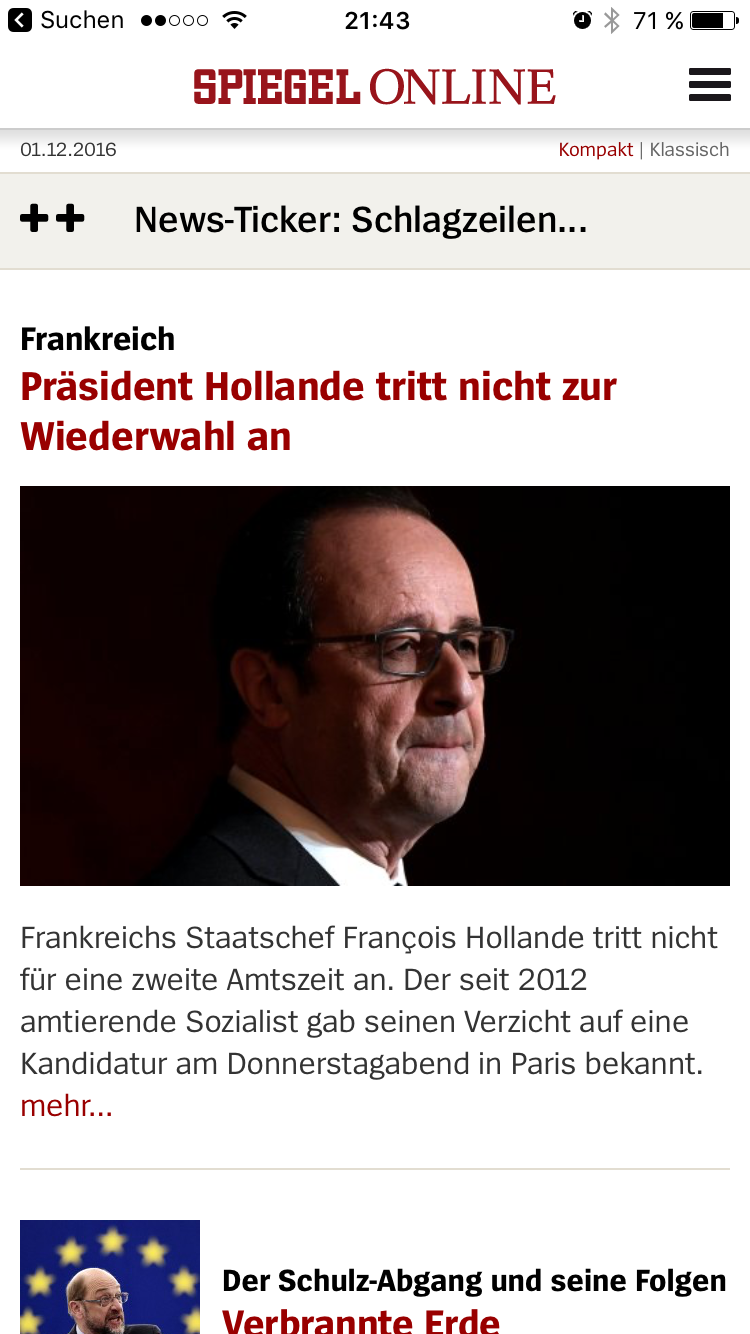 Suchen 21:43 71 %
SPIEGEL ONLINE
01.12.2016 Kompakt | Klassisch
++ News-Ticker: Schlagzeilen...
Frankreich
Präsident Hollande tritt nicht zur
Wiederwahl an
Frankreichs Staatschef François Hollande tritt nicht
für eine zweite Amtszeit an. Der seit 2012
amtierende Sozialist gab seinen Verzicht auf eine
Kandidatur am Donnerstagabend in Paris bekannt.
mehr...
Der Schulz-Abgang und seine Folgen
Verbrannte Erde